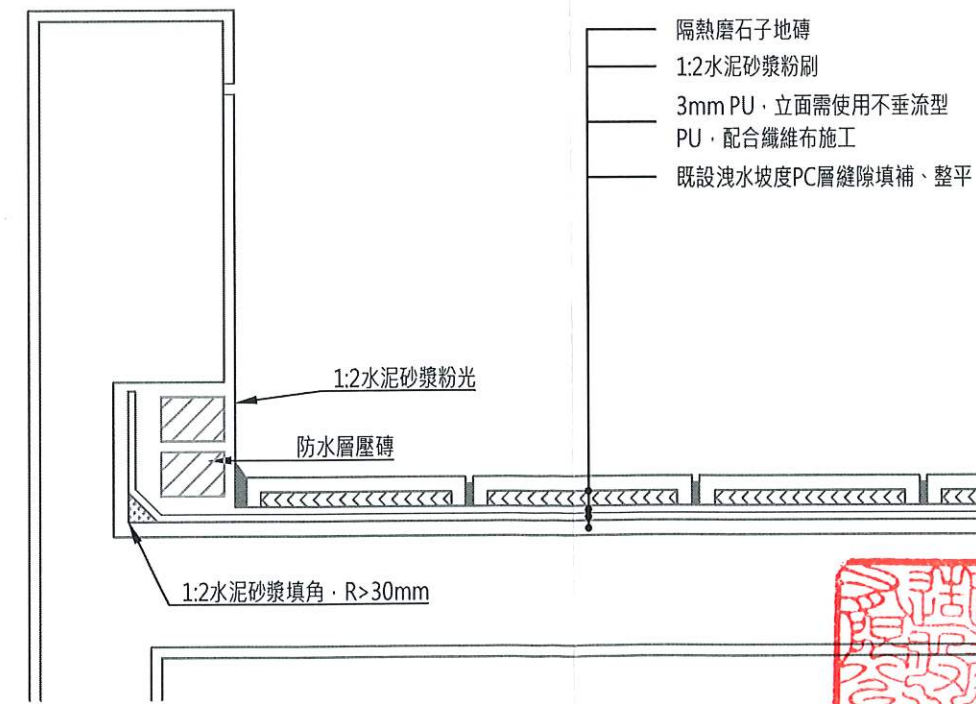 隔熱磨石子地磚
1:2水泥砂漿粉刷
3mm PU，立面需使用不垂流型
PU，配合纖維布施工
既設洩水坡度PC層縫隙填補、整平
1:2水泥砂漿粉光
防水層壓磚
1:2水泥砂漿填角，R>30mm